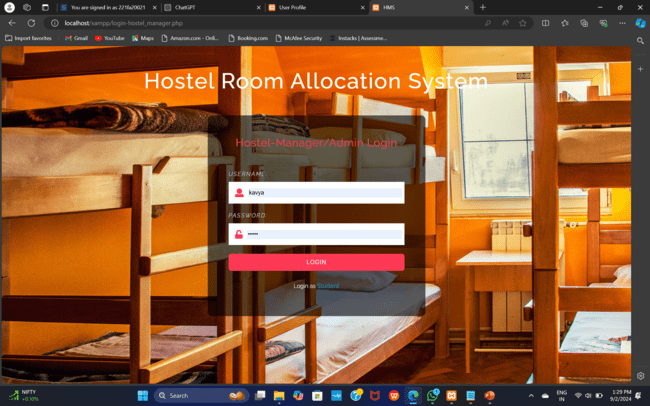 You are signed in as 221fa20021
ChatGPT
User Profile
HMS
localhost/xampp/login-hostel_manager.php
Import favorites
Gmail
YouTube
Maps
Amazon.com - Onli...
Booking.com
McAfee Security
Instacks | Assessme...
Hostel Room Allocation System
Hostel-Manager/Admin Login
USERNAME
kavya
PASSWORD
LOGIN
Login as Student!
NIFTY
+0.10%
Search
ENG
IN
1:29 PM
9/2/2024